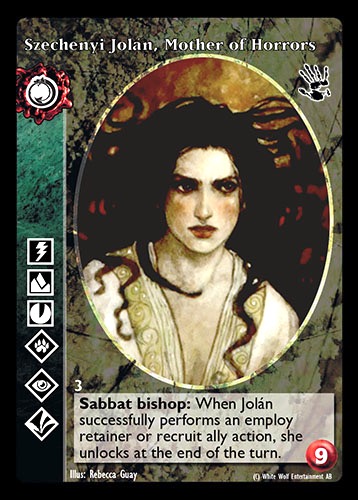 Szechenyi Jolán, Mother of Horrors
3
Sabbat bishop: When Jolán
successfully performs an employ
retainer or recruit ally action, she
unlocks at the end of the turn.
9
Illus: Rebecca Guay
(C) White Wolf Entertainment AB